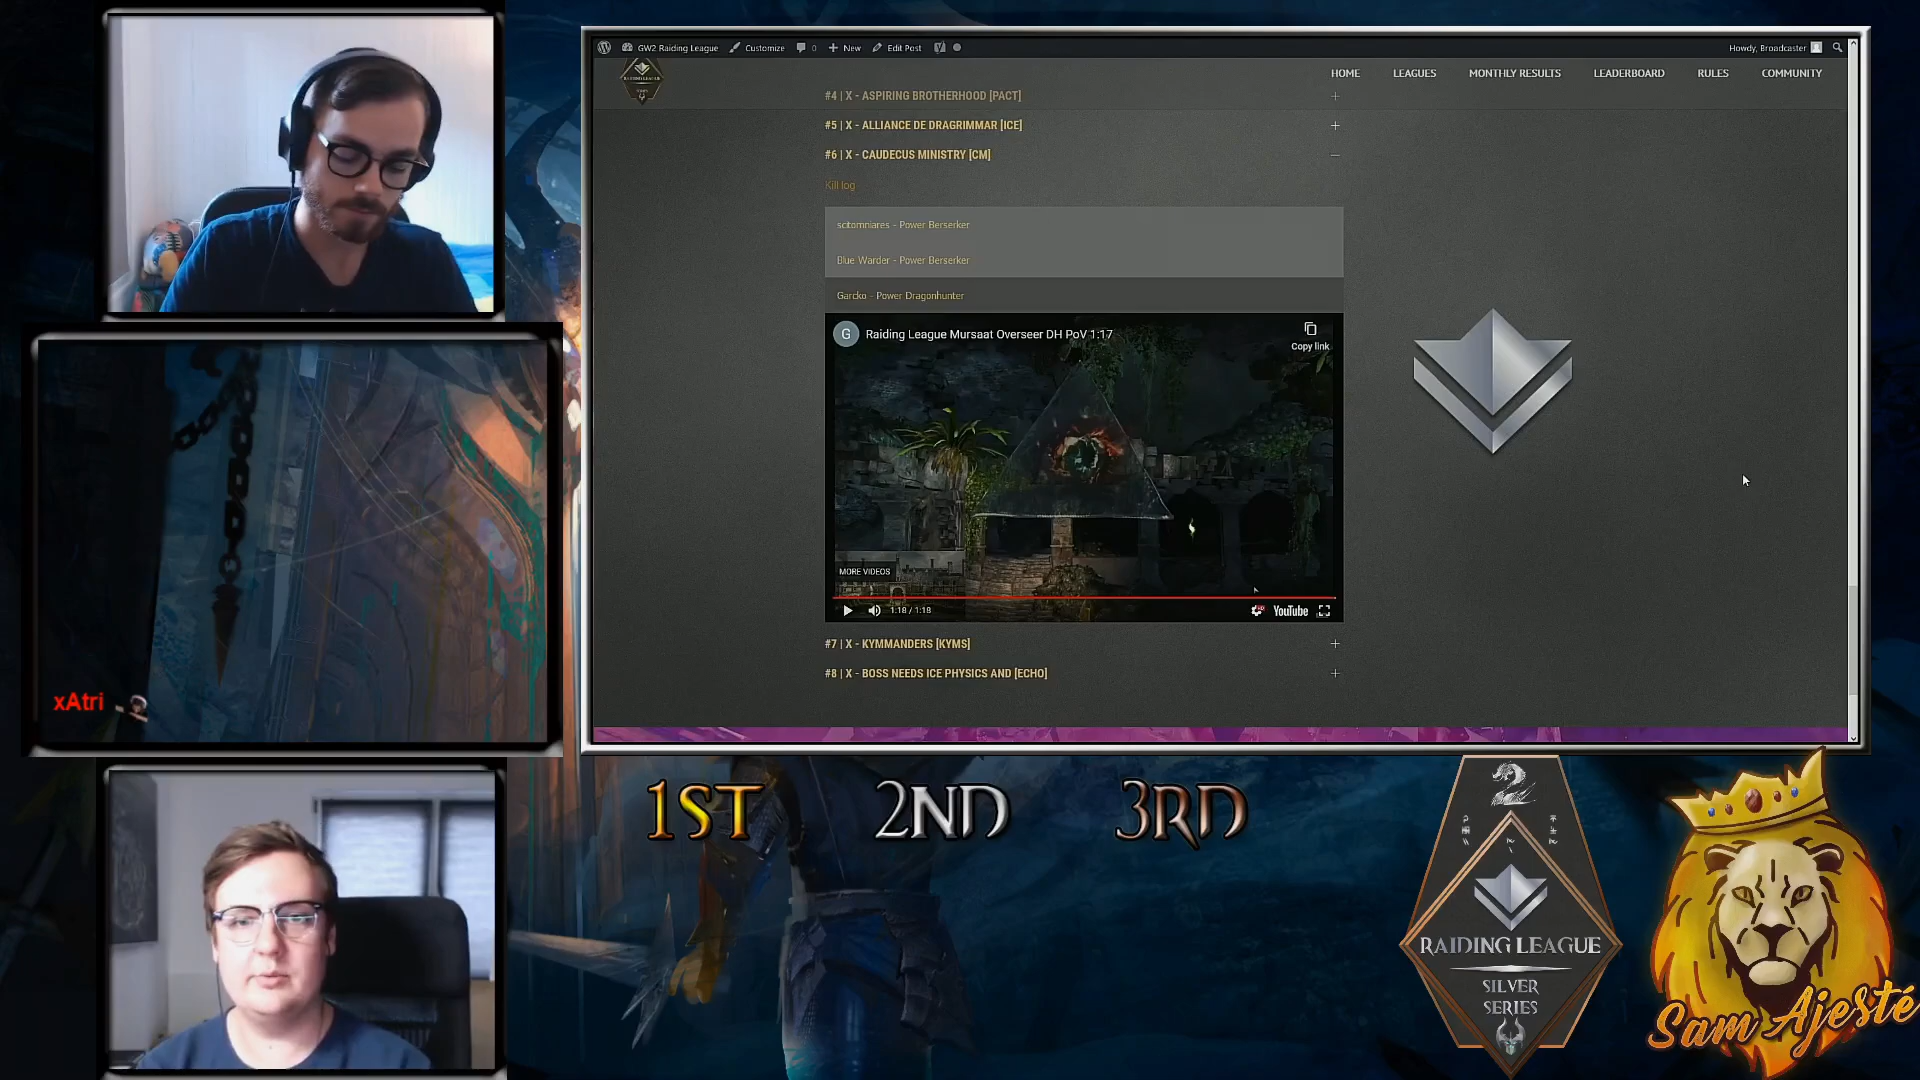 GW2 Raiding League Customize 0 New Edit Post Howdy, Broadcaster
HOME LEAGUES MONTHLY RESULTS LEADERBOARD RULES COMMUNITY
#4 | X - ASPIRING BROTHERHOOD [PACT]
#5 | X - ALLIANCE DE DRAGRIMMAR [ICE]
#6 | X - CAUDECUS MINISTRY [CM]
Kill log
scitomniares - Power Berserker
Blue Warder - Power Berserker
Garcko - Power Dragonhunter
G Raiding League Mursaat Overseer DH PoV 1:17
Copy link
MORE VIDEOS
1:18 / 1:18 YouTube
#7 | X - KYMMANDERS [KYMS]
#8 | X - BOSS NEEDS ICE PHYSICS AND [ECHO]
xAtri
1ST 2ND 3RD
RAIDING LEAGUE
SILVER
SERIES
Sam Ajesté